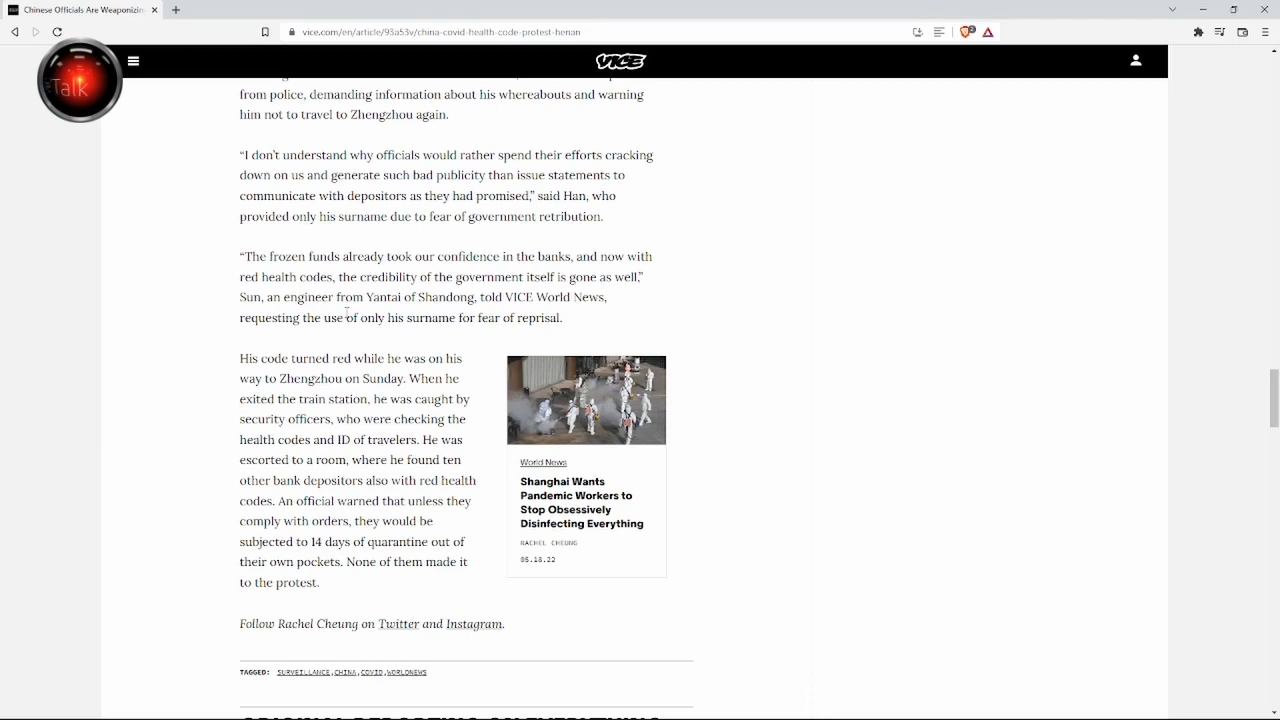 Chinese Officials Are Weaponizin
vice.com/en/article/93a53v/china-covid-health-code-protest-henan
Talk
VICE
from police, demanding information about his whereabouts and warning
him not to travel to Zhengzhou again.
“I don’t understand why officials would rather spend their efforts cracking
down on us and generate such bad publicity than issue statements to
communicate with depositors as they had promised,” said Han, who
provided only his surname due to fear of government retribution.
“The frozen funds already took our confidence in the banks, and now with
red health codes, the credibility of the government itself is gone as well,”
Sun, an engineer from Yantai of Shandong, told VICE World News,
requesting the use of only his surname for fear of reprisal.
His code turned red while he was on his
way to Zhengzhou on Sunday. When he
exited the train station, he was caught by
security officers, who were checking the
health codes and ID of travelers. He was
escorted to a room, where he found ten
other bank depositors also with red health
codes. An official warned that unless they
comply with orders, they would be
subjected to 14 days of quarantine out of
their own pockets. None of them made it
to the protest.
World News
Shanghai Wants
Pandemic Workers to
Stop Obsessively
Disinfecting Everything
RACHEL CHEUNG
05.18.22
Follow Rachel Cheung on Twitter and Instagram.
TAGGED: SURVEILLANCE, CHINA, COVID, WORLDNEWS
ORIGINAL REPORTING ON EVERYTHING